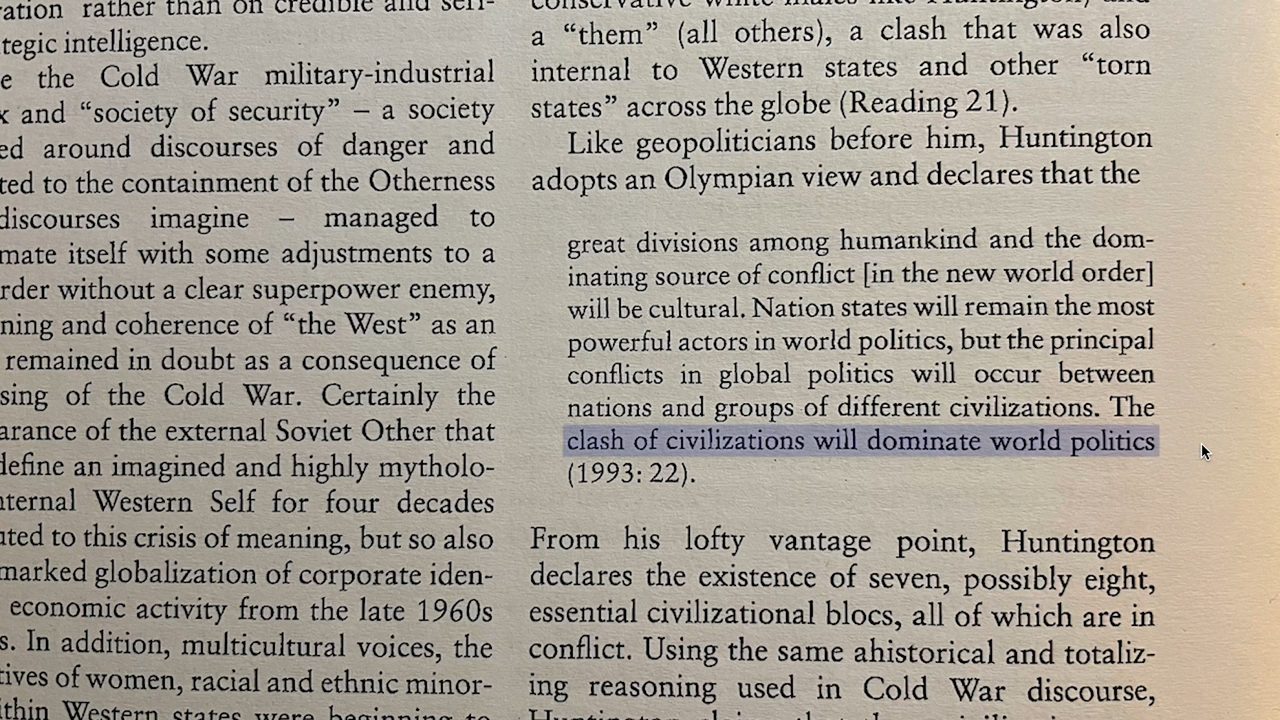 rather than on credible and self-
tegic intelligence.
the Cold War military-industrial
and “society of security” – a society
around discourses of danger and
to the containment of the Otherness
discourses imagine – managed to
itself with some adjustments to a
without a clear superpower enemy,
and coherence of “the West” as an
remained in doubt as a consequence of
of the Cold War. Certainly the
of the external Soviet Other that
define an imagined and highly mytholo-
Western Self for four decades
to this crisis of meaning, but so also
marked globalization of corporate iden-
economic activity from the late 1960s
In addition, multicultural voices, the
of women, racial and ethnic minor-
Western states were beginning to
conservative white males like Huntington) and
a “them” (all others), a clash that was also
internal to Western states and other “torn
states” across the globe (Reading 21).
Like geopoliticians before him, Huntington
adopts an Olympian view and declares that the
great divisions among humankind and the dom-
inating source of conflict [in the new world order]
will be cultural. Nation states will remain the most
powerful actors in world politics, but the principal
conflicts in global politics will occur between
nations and groups of different civilizations. The
clash of civilizations will dominate world politics
(1993: 22).
From his lofty vantage point, Huntington
declares the existence of seven, possibly eight,
essential civilizational blocs, all of which are in
conflict. Using the same ahistorical and totaliz-
ing reasoning used in Cold War discourse,
Huntington